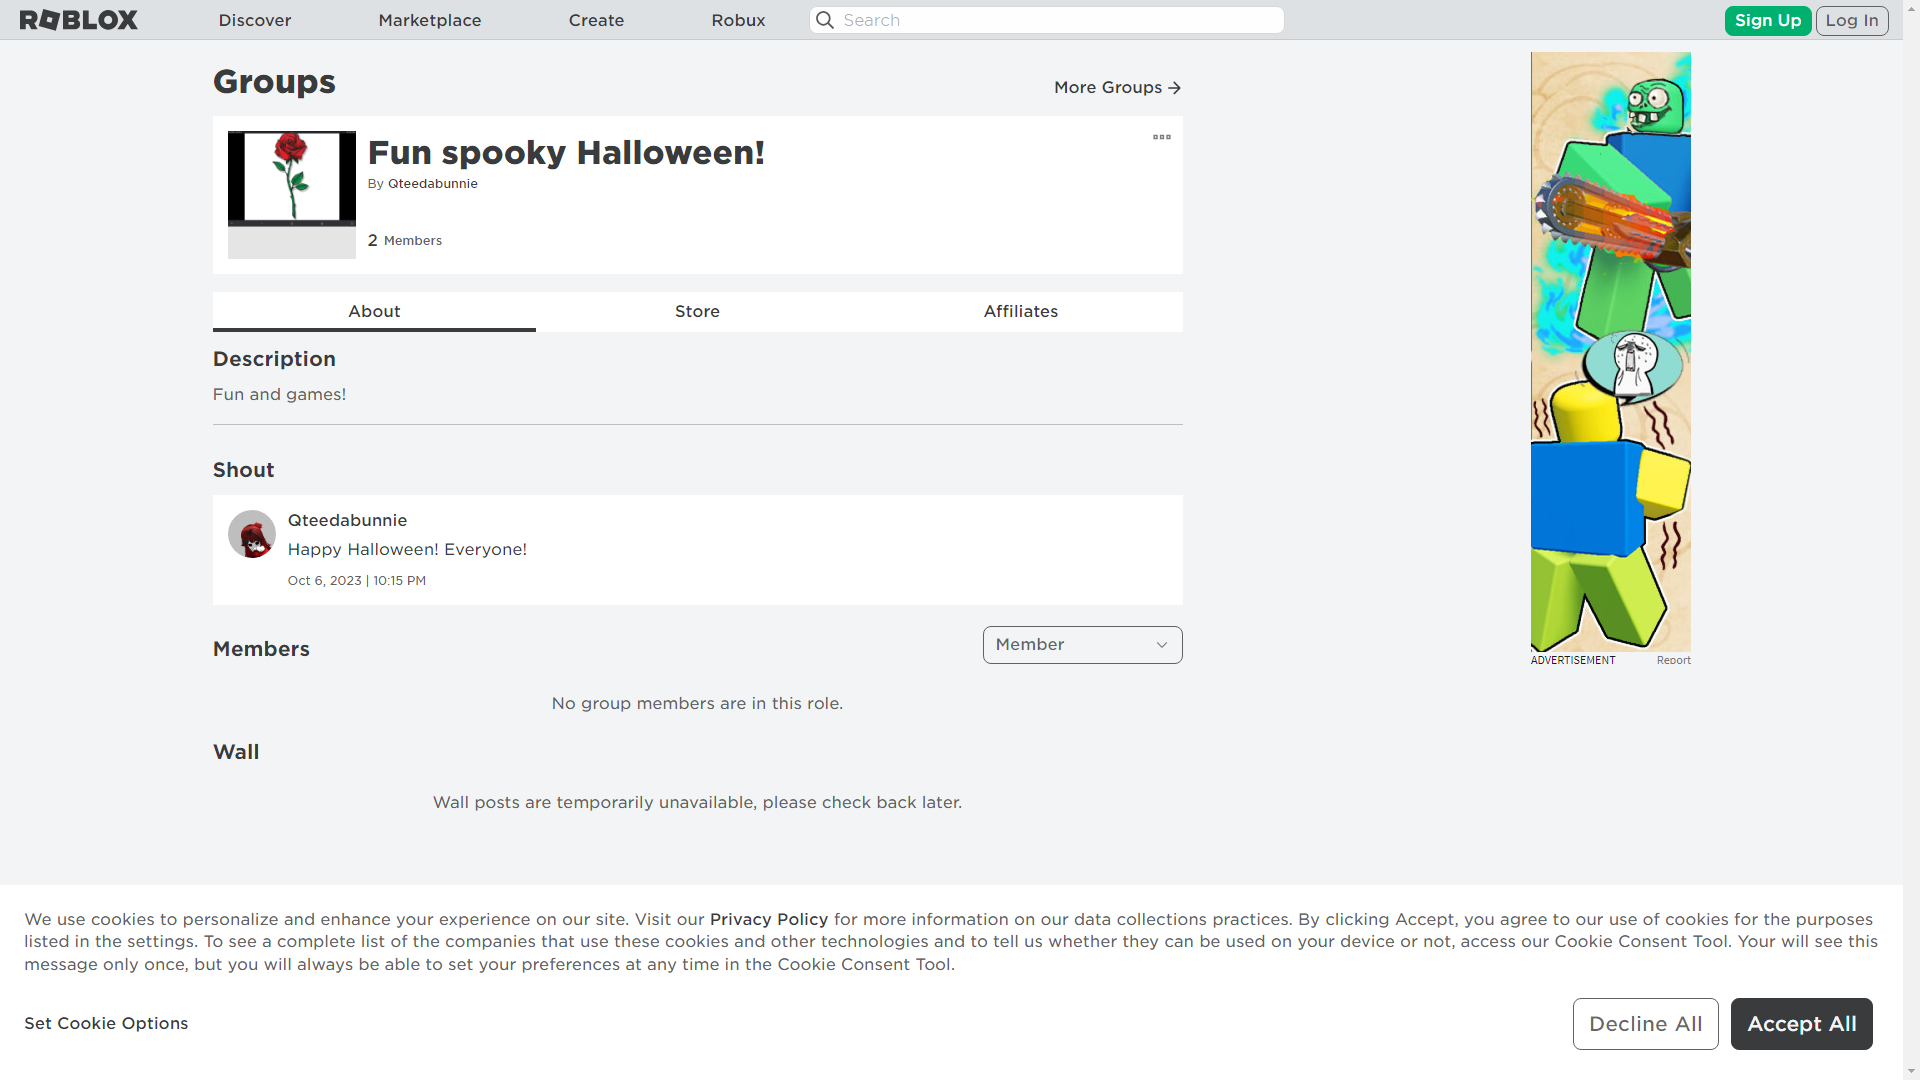 ROBLOX
Discover
Marketplace
Create
Robux
Search
Sign Up
Log In
Groups
More Groups
Fun spooky Halloween!
By Qteedabunnie
2 Members
About
Store
Affiliates
Description
Fun and games!
Shout
Qteedabunnie
Happy Halloween! Everyone!
Oct 6, 2023 | 10:15 PM
Members
Member
No group members are in this role.
Wall
Wall posts are temporarily unavailable, please check back later.
ADVERTISEMENT
Report
We use cookies to personalize and enhance your experience on our site. Visit our Privacy Policy for more information on our data collections practices. By clicking Accept, you agree to our use of cookies for the purposes
listed in the settings. To see a complete list of the companies that use these cookies and other technologies and to tell us whether they can be used on your device or not, access our Cookie Consent Tool. Your will see this
message only once, but you will always be able to set your preferences at any time in the Cookie Consent Tool.
Set Cookie Options
Decline All
Accept All